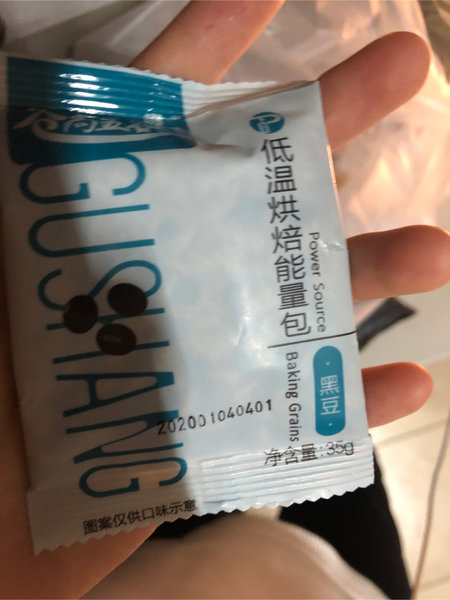 GUSHANG
低温烘焙能量包
Power Source
Baking Grains
黑豆
Z02001040401
净含量:35g
图案仅供口味示意